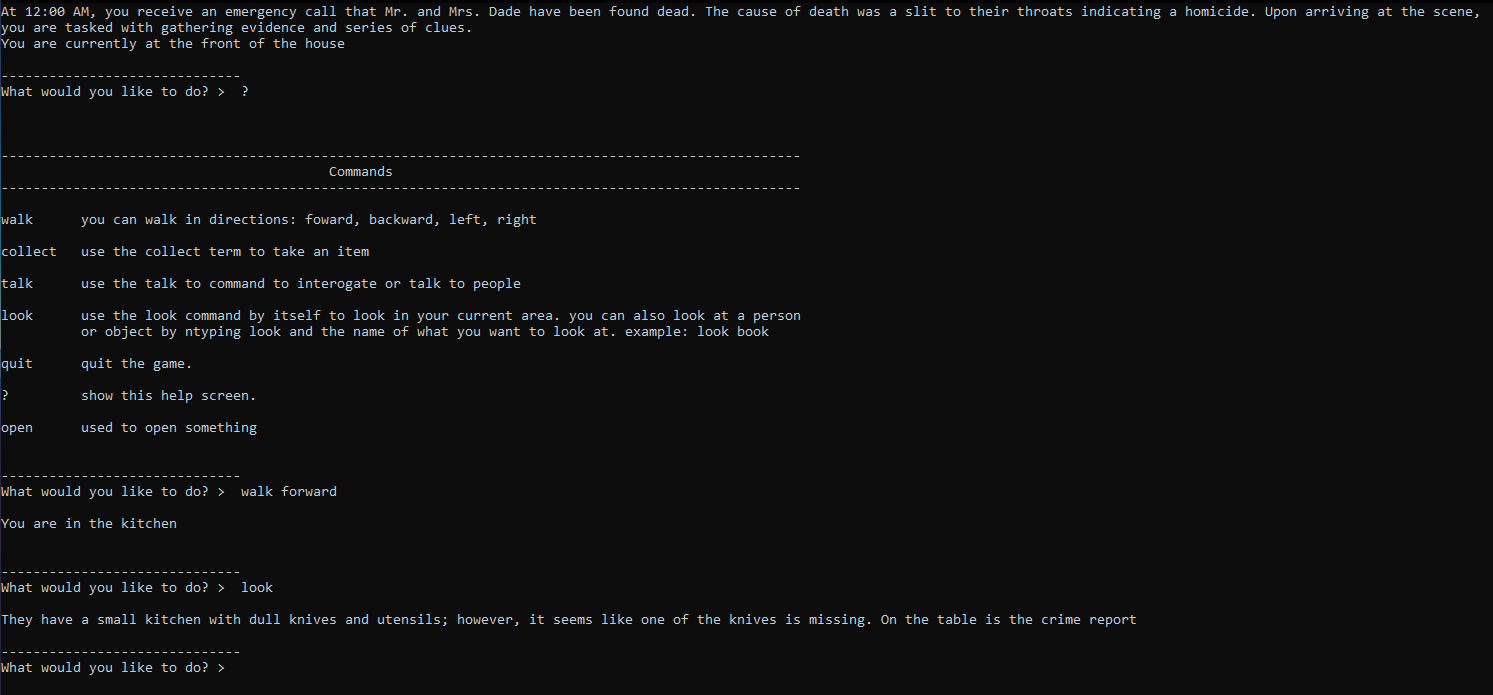 At 12:00 AM, you receive an emergency call that Mr. and Mrs. Dade have been found dead. The cause of death was a slit to their throats indicating a homicide. Upon arriving at the scene,
you are tasked with gathering evidence and series of clues.
You are currently at the front of the house
------------------------------
What would you like to do? >  ?
----------------------------------------------------------------------------------------------------
Commands
----------------------------------------------------------------------------------------------------
walk      you can walk in directions: foward, backward, left, right
collect   use the collect term to take an item
talk      use the talk to command to interogate or talk to people
look      use the look command by itself to look in your current area. you can also look at a person
          or object by ntyping look and the name of what you want to look at. example: look book
quit      quit the game.
?         show this help screen.
open      used to open something
------------------------------
What would you like to do? >  walk forward
You are in the kitchen
------------------------------
What would you like to do? >  look
They have a small kitchen with dull knives and utensils; however, it seems like one of the knives is missing. On the table is the crime report
------------------------------
What would you like to do? >